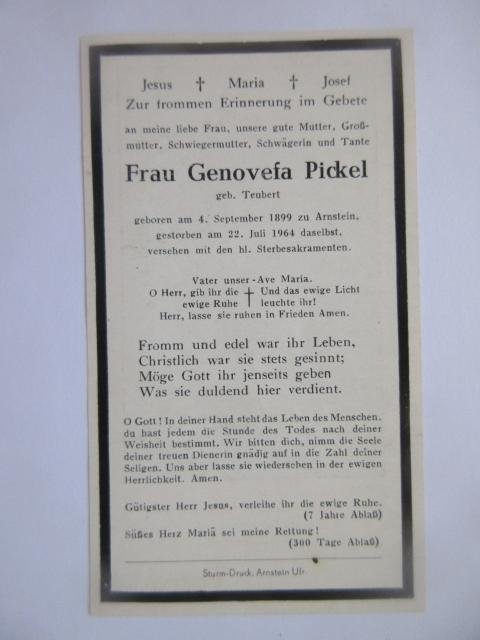 Jesus † Maria † Josef
Zur frommen Erinnerung im Gebete
an meine liebe Frau, unsere gute Mutter, Groß-
mutter, Schwiegermutter, Schwägerin und Tante
Frau Genovefa Pickel
geb. Teubert
geboren am 4. September 1899 zu Arnstein,
gestorben am 22. Juli 1964 daselbst,
versehen mit den hl. Sterbesakramenten.
Vater unser - Ave Maria.
O Herr, gib ihr die † Und das ewige Licht
ewige Ruhe † leuchte ihr!
Herr, lasse sie ruhen in Frieden Amen.
Fromm und edel war ihr Leben,
Christlich war sie stets gesinnt;
Möge Gott ihr jenseits geben
Was sie duldend hier verdient.
O Gott! In deiner Hand steht das Leben des Menschen,
du hast jedem die Stunde des Todes nach deiner
Weisheit bestimmt. Wir bitten dich, nimm die Seele
deiner treuen Dienerin gnädig auf in die Zahl deiner
Seligen. Uns aber lasse sie wiedersehen in der ewigen
Herrlichkeit. Amen.
Gütigster Herr Jesus, verleihe ihr die ewige Ruhe.
(7 Jahre Ablaß)
Süßes Herz Mariä sei meine Rettung!
(300 Tage Ablaß)
Sturm-Druck, Arnstein Ufr.